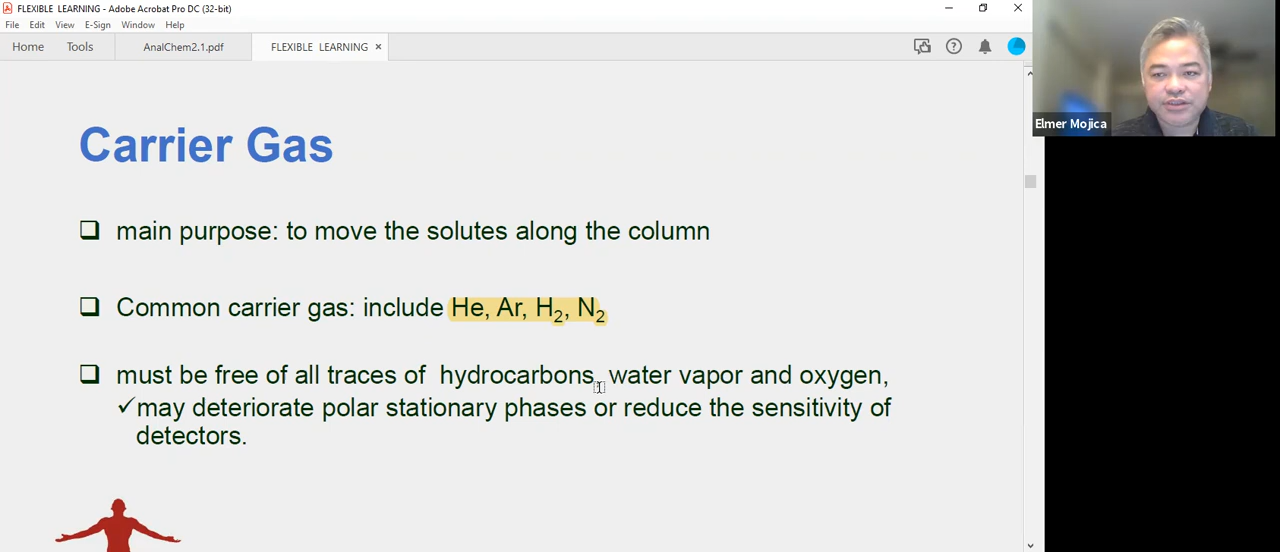 FLEXIBLE LEARNING - Adobe Acrobat Pro DC (32-bit)
File Edit View E-Sign Window Help
Home Tools AnalChem2.1.pdf FLEXIBLE LEARNING ×
Elmer Mojica
Carrier Gas
❑ main purpose: to move the solutes along the column
❑ Common carrier gas: include He, Ar, H₂, N₂
❑ must be free of all traces of hydrocarbons, water vapor and oxygen,
✓may deteriorate polar stationary phases or reduce the sensitivity of
detectors.